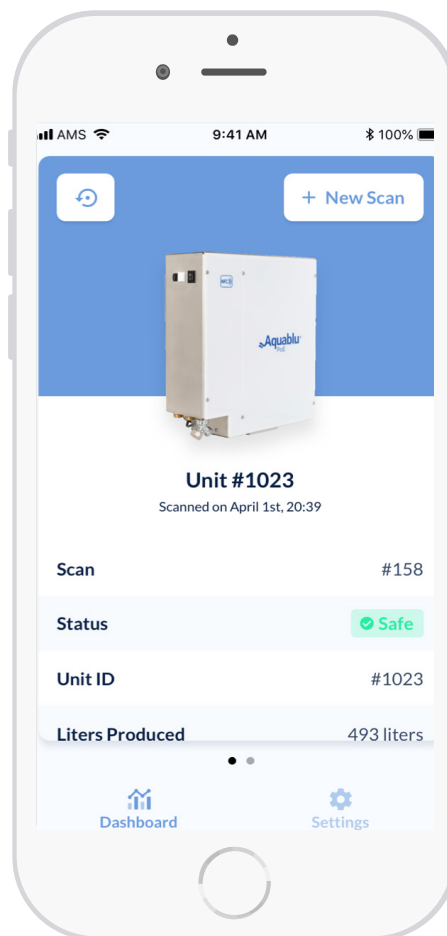 AMS
9:41 AM
100%
+ New Scan
Aquablu
Unit #1023
Scanned on April 1st, 20:39
Scan
#158
Status
Safe
Unit ID
#1023
Liters Produced
493 liters
Dashboard
Settings